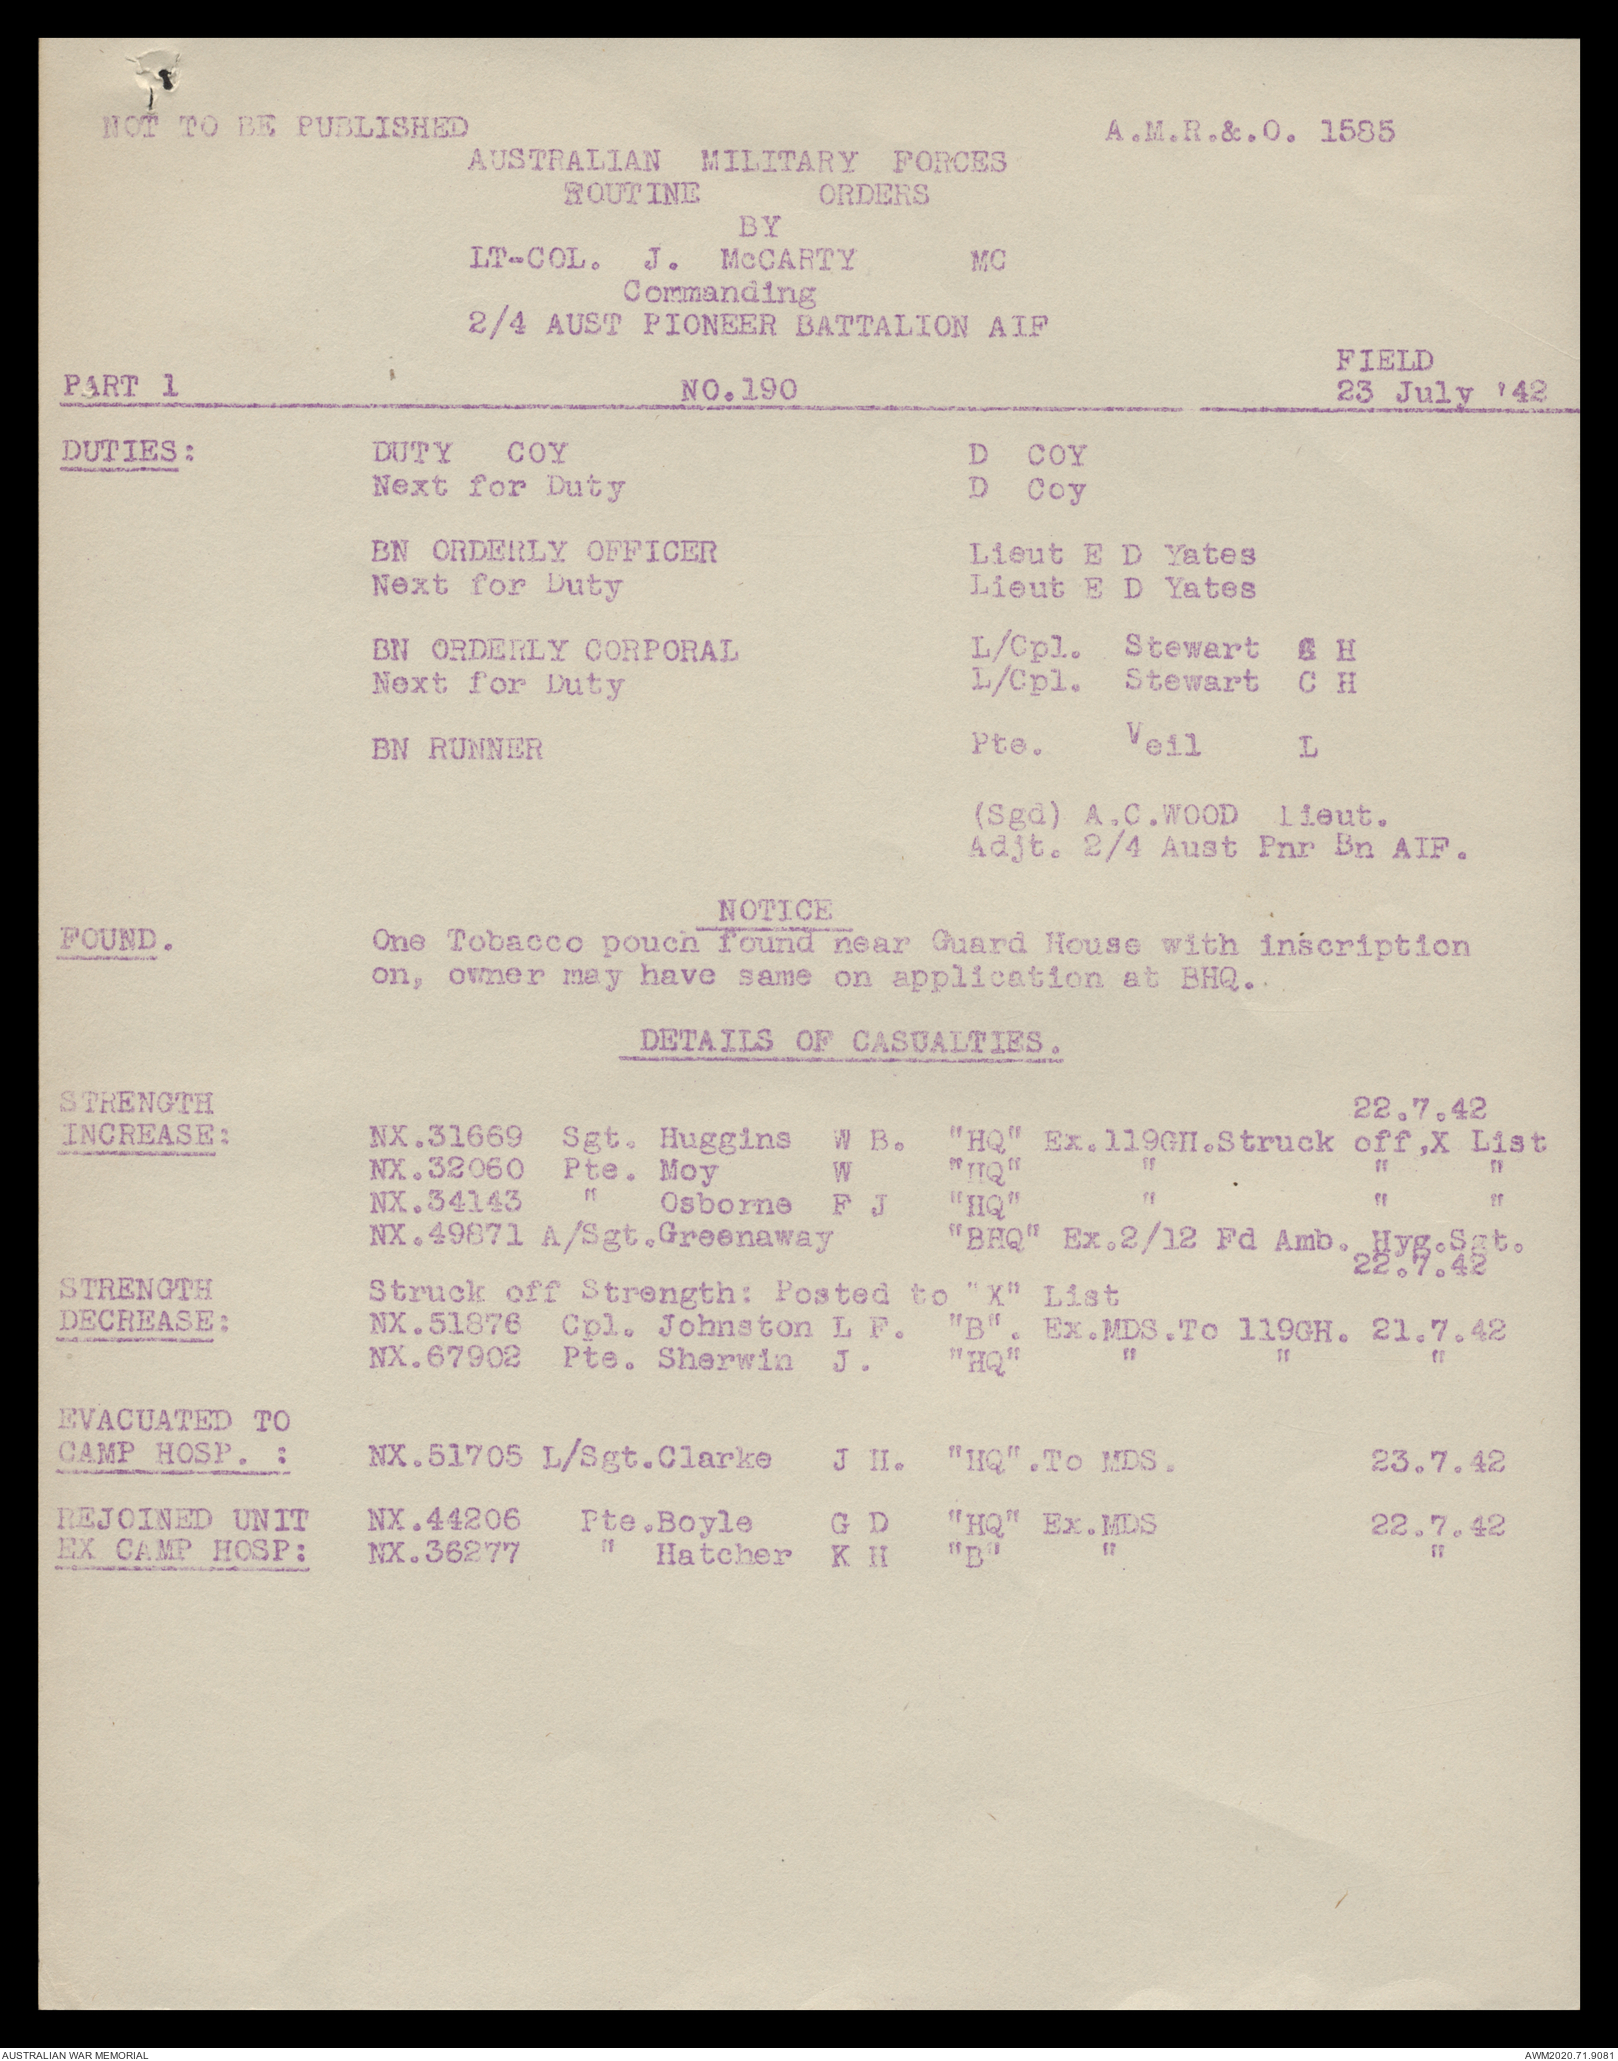 NOT TO BE PUBLISHED A.M.R.&.O. 1585
AUSTRALIAN MILITARY FORCES
ROUTINE ORDERS
BY
LT-COL. J. McCARTY MC
Commanding
2/4 AUST PIONEER BATTALION AIF
FIELD
PART 1 NO.190 23 July '42
DUTIES: DUTY COY D COY
Next for Duty D Coy
BN ORDERLY OFFICER Lieut E D Yates
Next for Duty Lieut E D Yates
BN ORDERLY CORPORAL L/Cpl. Stewart C H
Next for Duty L/Cpl. Stewart C H
BN RUNNER Pte. Veil L
(Sgd) A.C.WOOD Lieut.
Adjt. 2/4 Aust Pnr Bn AIF.
NOTICE
FOUND. One Tobacco pouch found near Guard House with inscription
on, owner may have same on application at BHQ.
DETAILS OF CASUALTIES.
STRENGTH 22.7.42
INCREASE: NX.31669 Sgt. Huggins W B. "HQ" Ex.119GH.Struck off,X List
NX.32060 Pte. Moy W "HQ" " " "
NX.34143 " Osborne F J "HQ" " " "
NX.49871 A/Sgt.Greenaway "BHQ" Ex.2/12 Fd Amb. Hyg.Sgt.
22.7.42
STRENGTH Struck off Strength: Posted to "X" List
DECREASE: NX.51876 Cpl. Johnston L F. "B". Ex.MDS.To 119GH. 21.7.42
NX.67902 Pte. Sherwin J. "HQ" " " "
EVACUATED TO
CAMP HOSP. : NX.51705 L/Sgt.Clarke J H. "HQ".To MDS. 23.7.42
REJOINED UNIT NX.44206 Pte.Boyle G D "HQ" Ex.MDS 22.7.42
EX CAMP HOSP: NX.36277 " Hatcher K H "B" " "
AUSTRALIAN WAR MEMORIAL AWM2020.71.9081